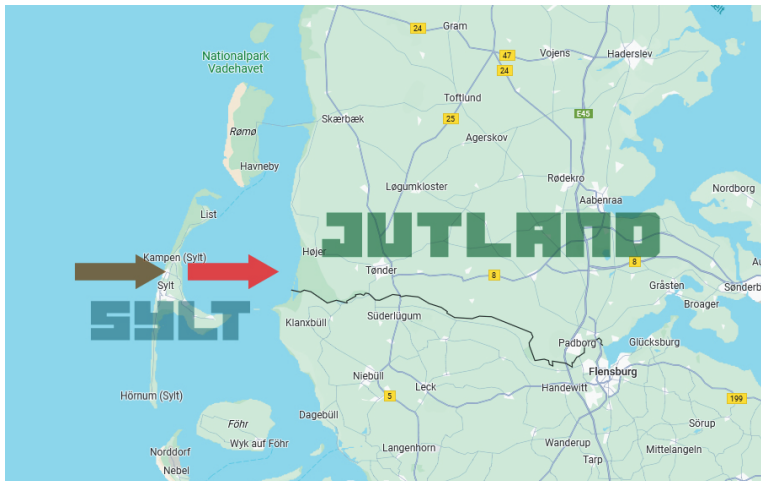 24
Gram
47
24
Vojens
Haderslev
Nationalpark
Vadehavet
Toftlund
Skærbæk
25
E45
Rømø
Agerskov
Havneby
Rødekro
Løgumkloster
Aabenraa
Nordborg
List
JUTLAND
Højer
Kampen (Sylt)
Tønder
8
8
Sylt
Gråsten
Sønderb
SYLT
Broager
Klanxbüll
Süderlügum
Padborg
Glücksburg
Niebüll
Flensburg
Leck
Handewitt
Hörnum (Sylt)
5
199
Dagebüll
Föhr
Sörup
Wyk auf Föhr
Wanderup
Langenhorn
Mittelangeln
Norddorf
Tarp
Nebel